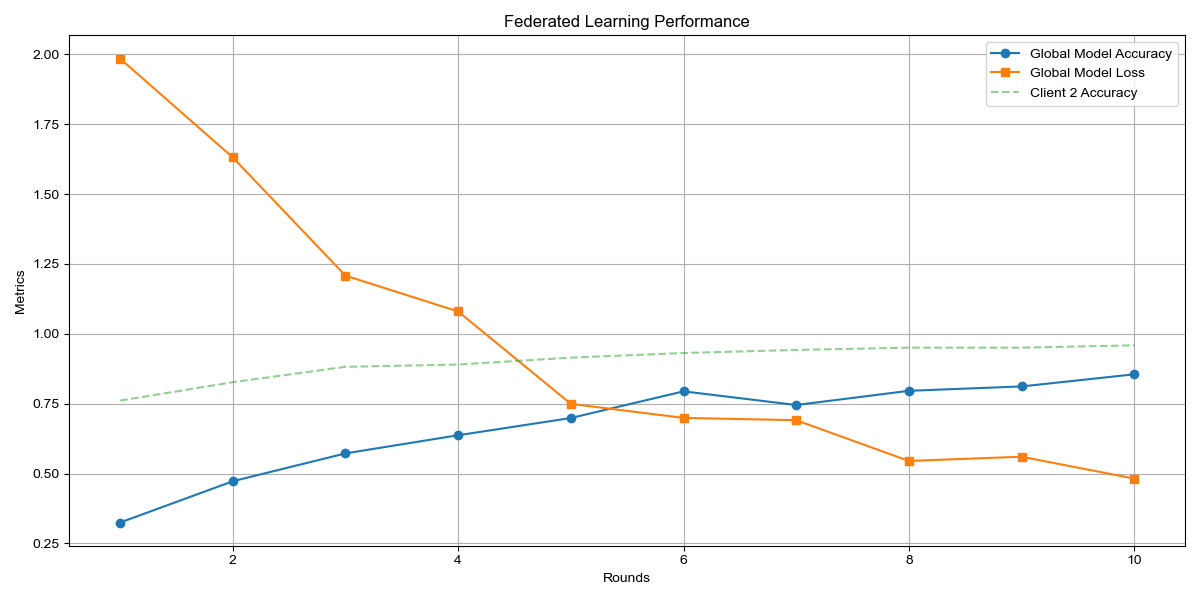 Federated Learning Performance
Global Model Accuracy
Global Model Loss
Client 2 Accuracy
2.00
1.75
1.50
1.25
1.00
0.75
0.50
0.25
Metrics
2
4
6
8
10
Rounds